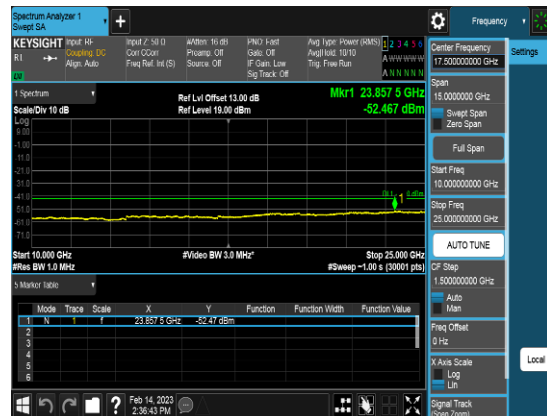 Spectrum Analyzer 1
Swept SA
+
Frequency
KEYSIGHT
R1
LXI
Input: RF
Coupling: DC
Align: Auto
Input Z: 50 Ω
Corr CCorr
Freq Ref: Int (S)
#Atten: 16 dB
Preamp: Off
Source: Off
PNO: Fast
Gate: Off
IF Gain: Low
Sig Track: Off
Avg Type: Power (RMS)
Avg|Hold: 10/10
Trig: Free Run
1 2 3 4 5 6
A W W W W W
A N N N N N
1 Spectrum
Scale/Div 10 dB
Log
Ref Lvl Offset 13.00 dB
Ref Level 19.00 dBm
Mkr1 23.857 5 GHz
-52.467 dBm
9.00
-1.00
-11.0
-21.0
-31.0
-41.0
-51.0
-61.0
-71.0
1
Start 10.000 GHz
#Res BW 1.0 MHz
#Video BW 3.0 MHz*
Stop 25.000 GHz
#Sweep ~1.00 s (30001 pts)
5 Marker Table
Mode Trace Scale X Y Function Function Width Function Value
1 N 1 f 23.857 5 GHz -52.47 dBm
2
3
4
5
6
Center Frequency
17.500000000 GHz
Settings
Span
15.0000000 GHz
Swept Span
Zero Span
Full Span
Start Freq
10.000000000 GHz
Stop Freq
25.000000000 GHz
AUTO TUNE
CF Step
1.500000000 GHz
Auto
Man
Freq Offset
0 Hz
X Axis Scale
Log
Lin
Local
Signal Track
(Span Zoom)
?
Feb 14, 2023
2:36:43 PM